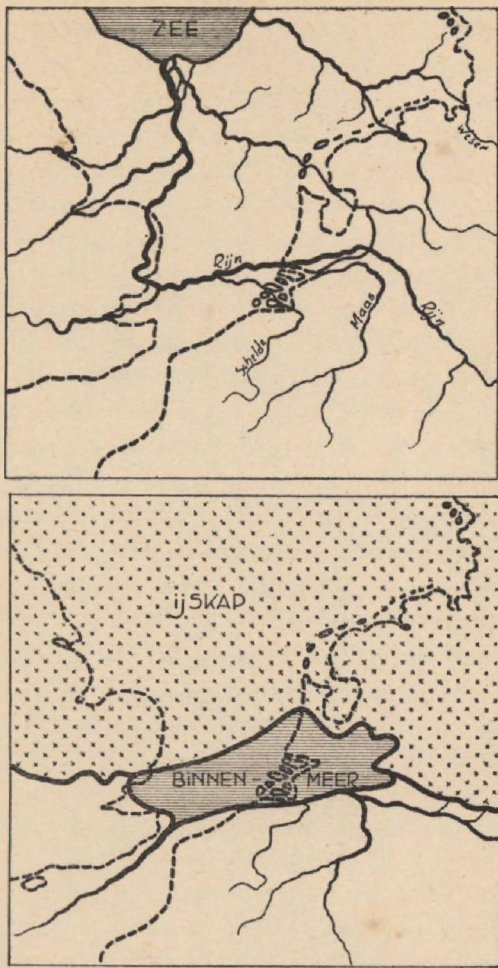 ZEE
Weser
Rijn
Schelde
Maas
Rijn
ijSKAP
BiNNEN - MEER